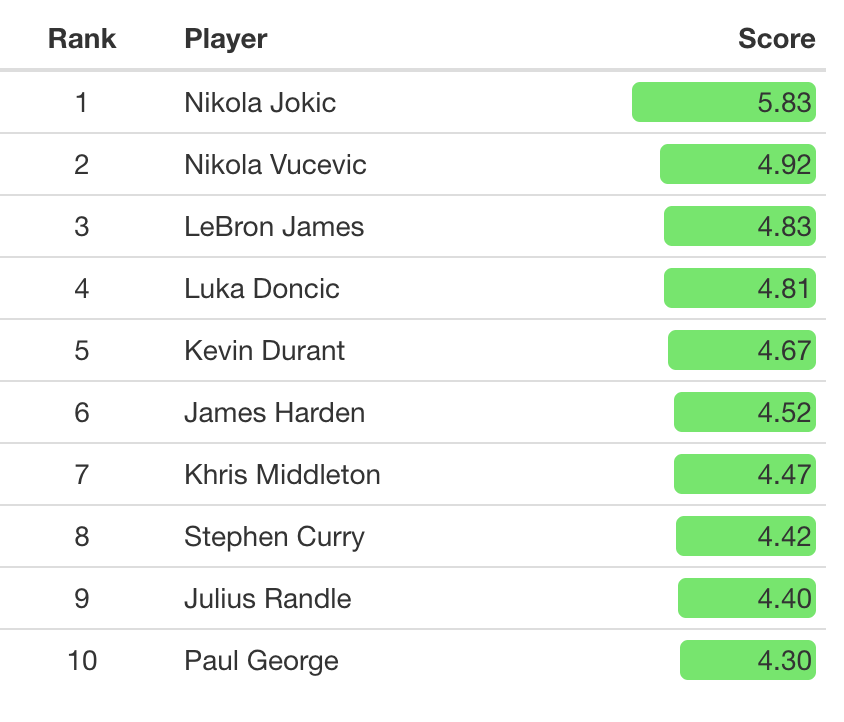 Rank Player Score
1 Nikola Jokic 5.83
2 Nikola Vucevic 4.92
3 LeBron James 4.83
4 Luka Doncic 4.81
5 Kevin Durant 4.67
6 James Harden 4.52
7 Khris Middleton 4.47
8 Stephen Curry 4.42
9 Julius Randle 4.40
10 Paul George 4.30